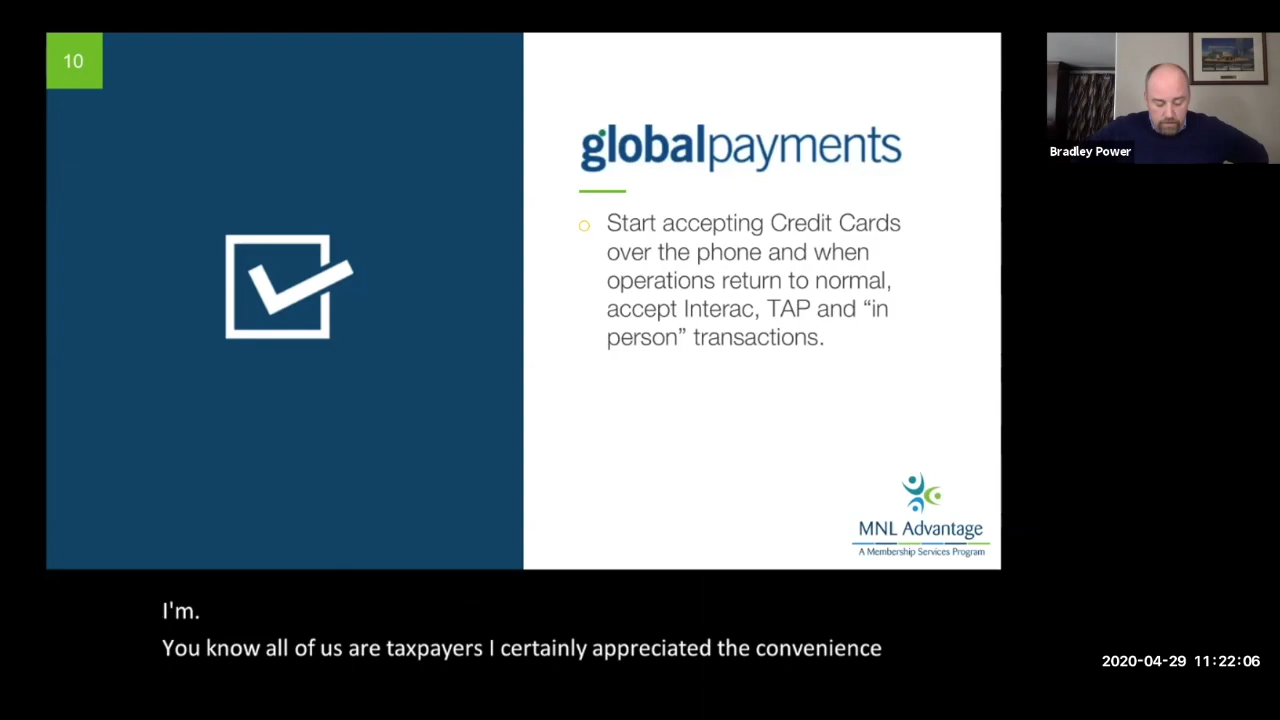 10
globalpayments
Start accepting Credit Cards
over the phone and when
operations return to normal,
accept Interac, TAP and “in
person” transactions.
MNL Advantage
A Membership Services Program
Bradley Power
I'm.
You know all of us are taxpayers I certainly appreciated the convenience
2020-04-29 11:22:06